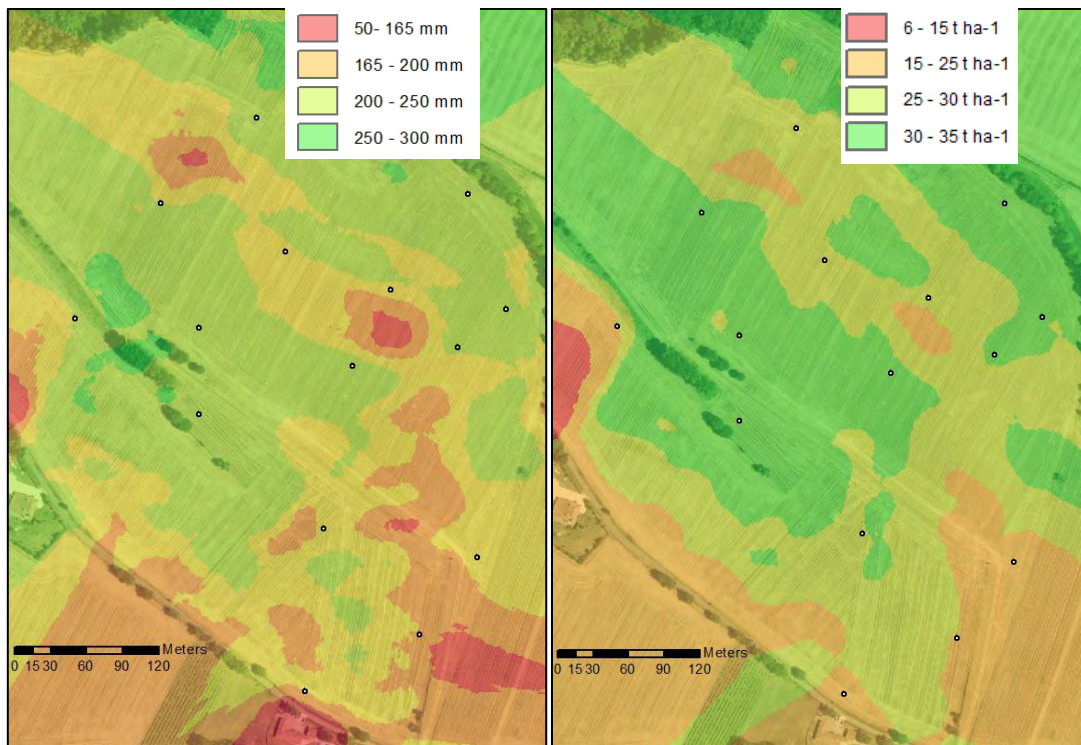 50- 165 mm
165 - 200 mm
200 - 250 mm
250 - 300 mm
Meters
0 15 30 60 90 120
6 - 15 t ha-1
15 - 25 t ha-1
25 - 30 t ha-1
30 - 35 t ha-1
Meters
0 15 30 60 90 120